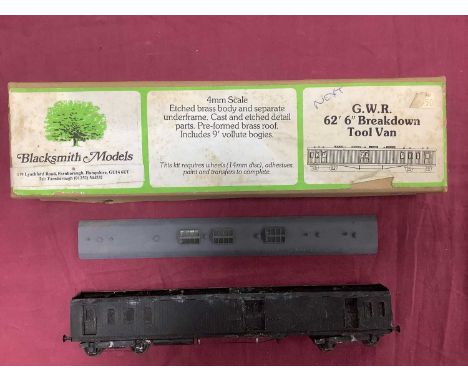 Blacksmith Models
4mm Scale
Etched brass body and separate
underframe. Cast and etched detail
parts. Pre-formed brass roof.
Includes 9' volute bogies.
This kit requires wheels (14mm disc), adhesives,
paint and transfers to complete.
NEXT
G.W.R.
62' 6" Breakdown
Tool Van